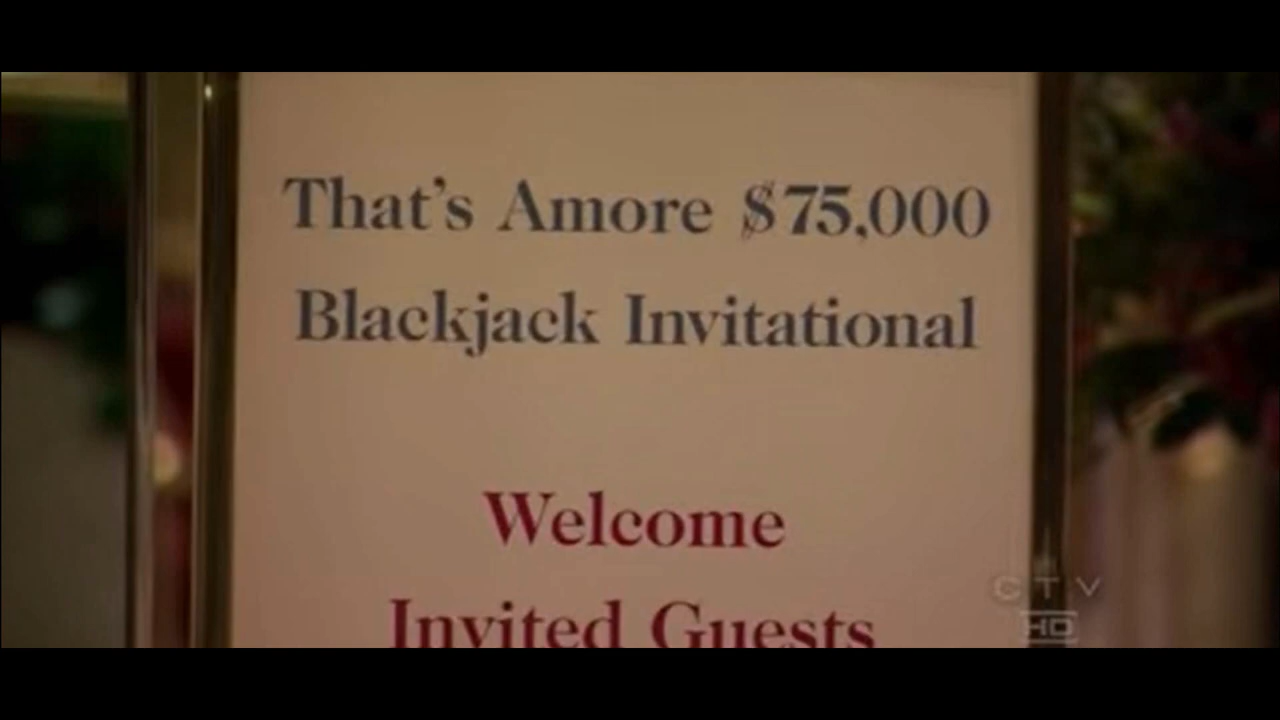 That's Amore $75,000
Blackjack Invitational
Welcome
Invited Guests
CTV
HD